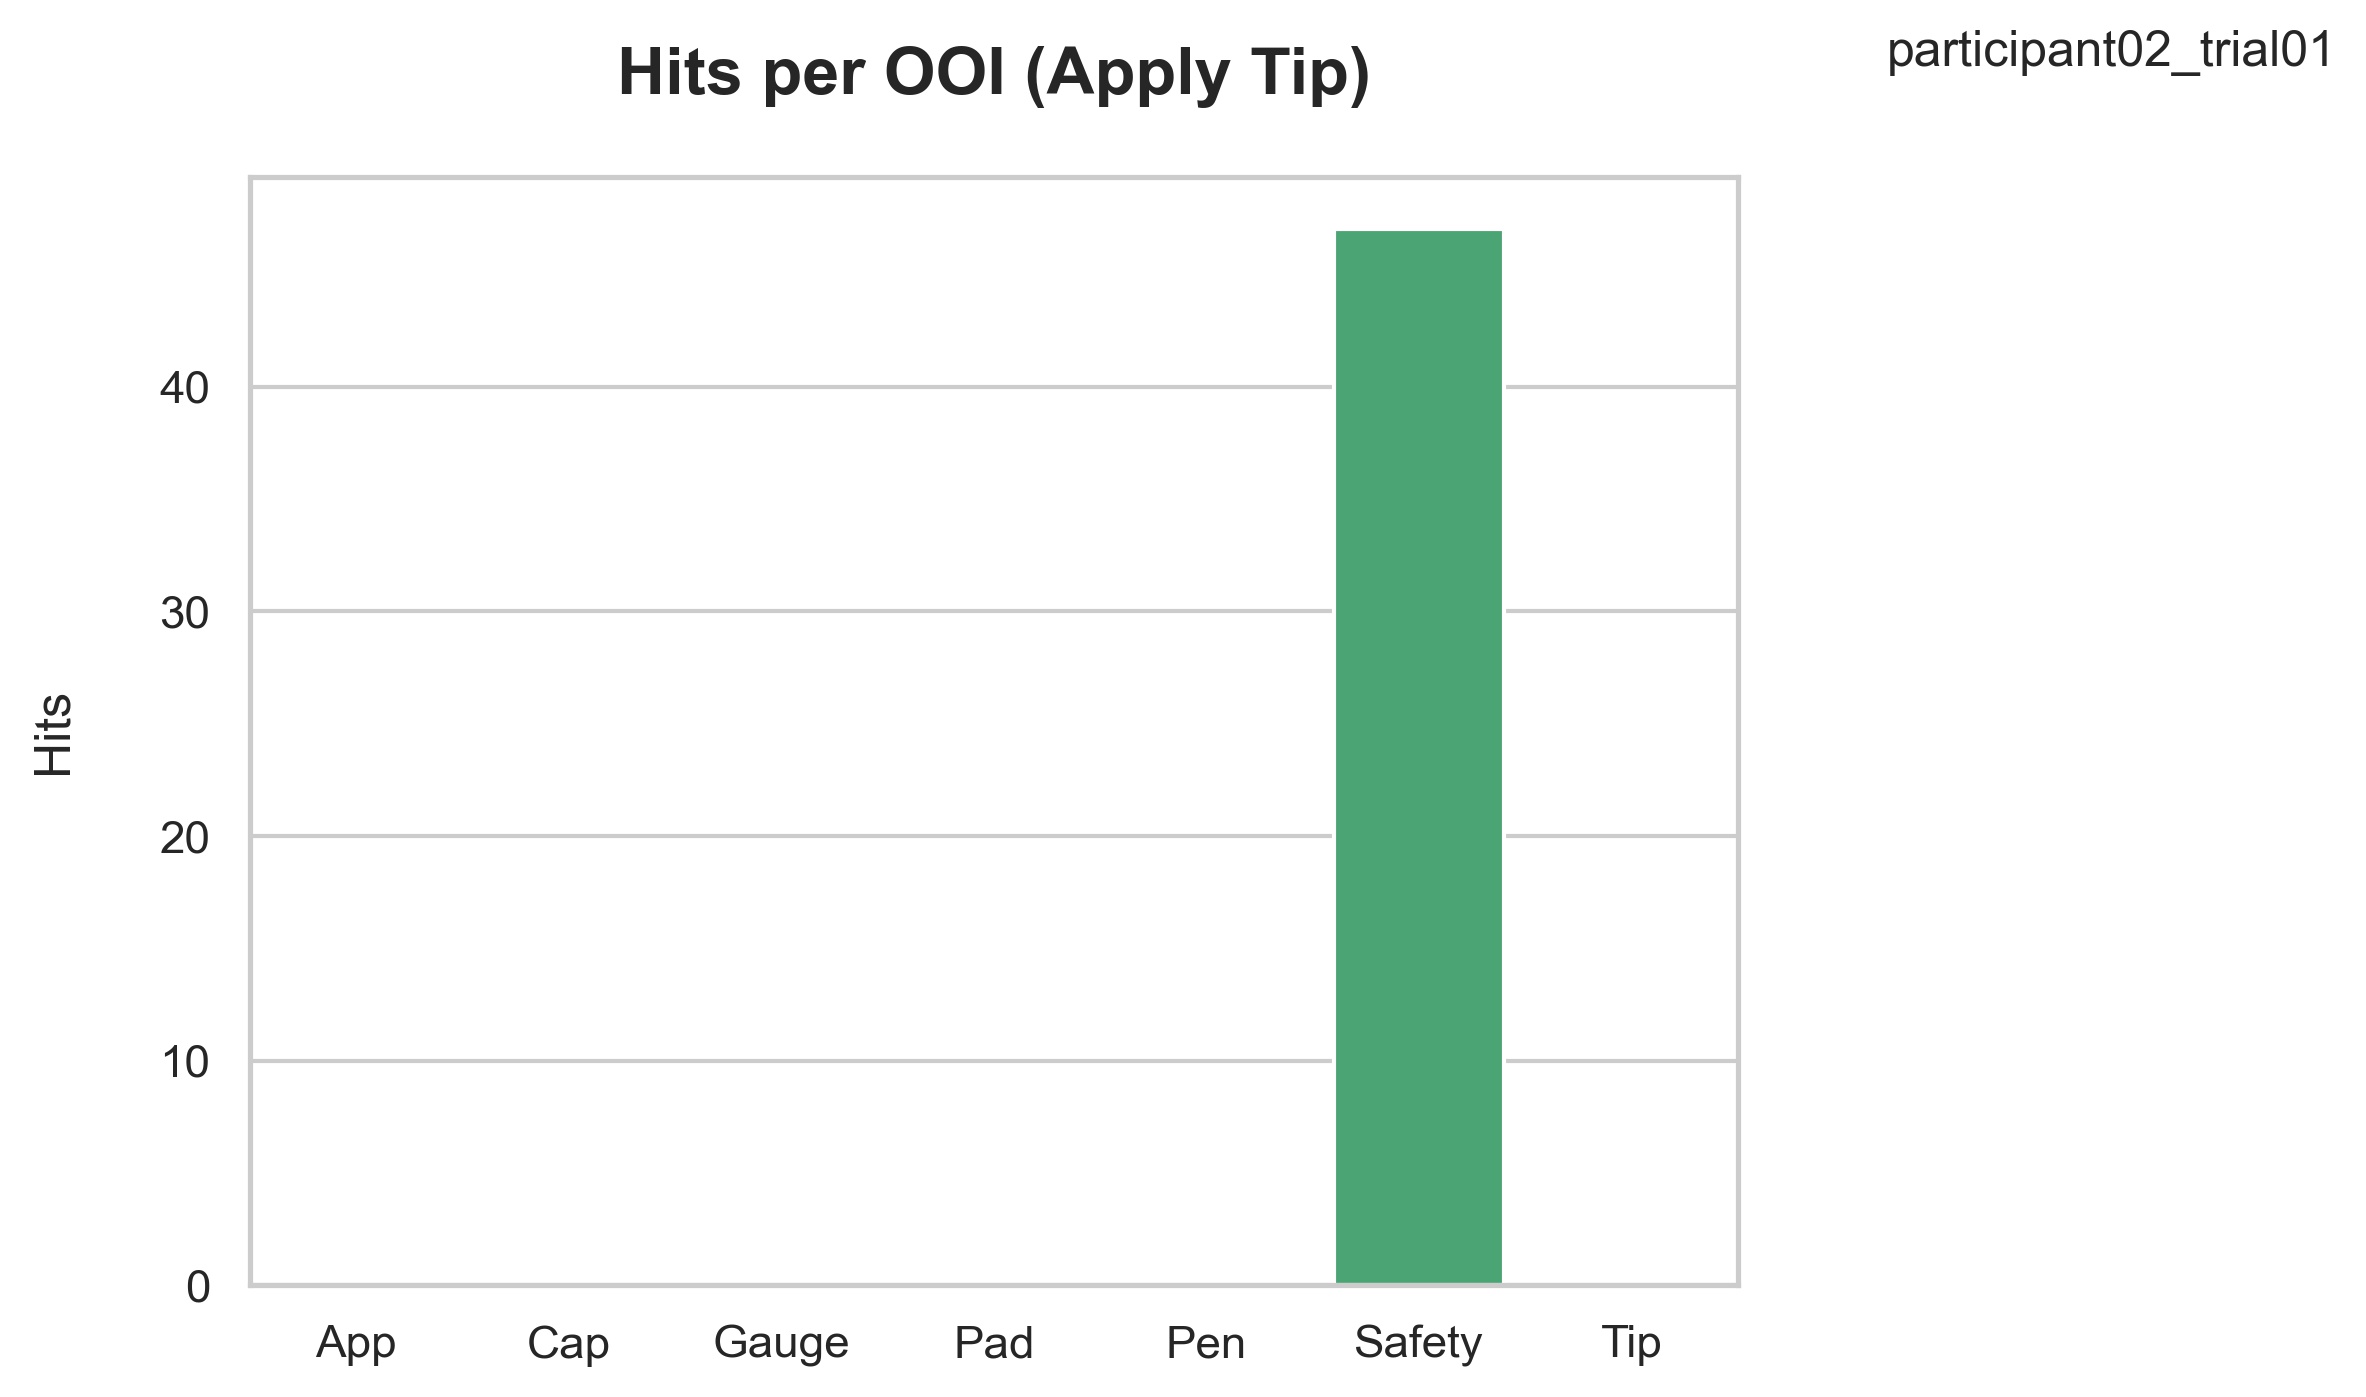 participant02_trial01
Hits per OOI (Apply Tip)
Hits
40
30
20
10
0
App Cap Gauge Pad Pen Safety Tip